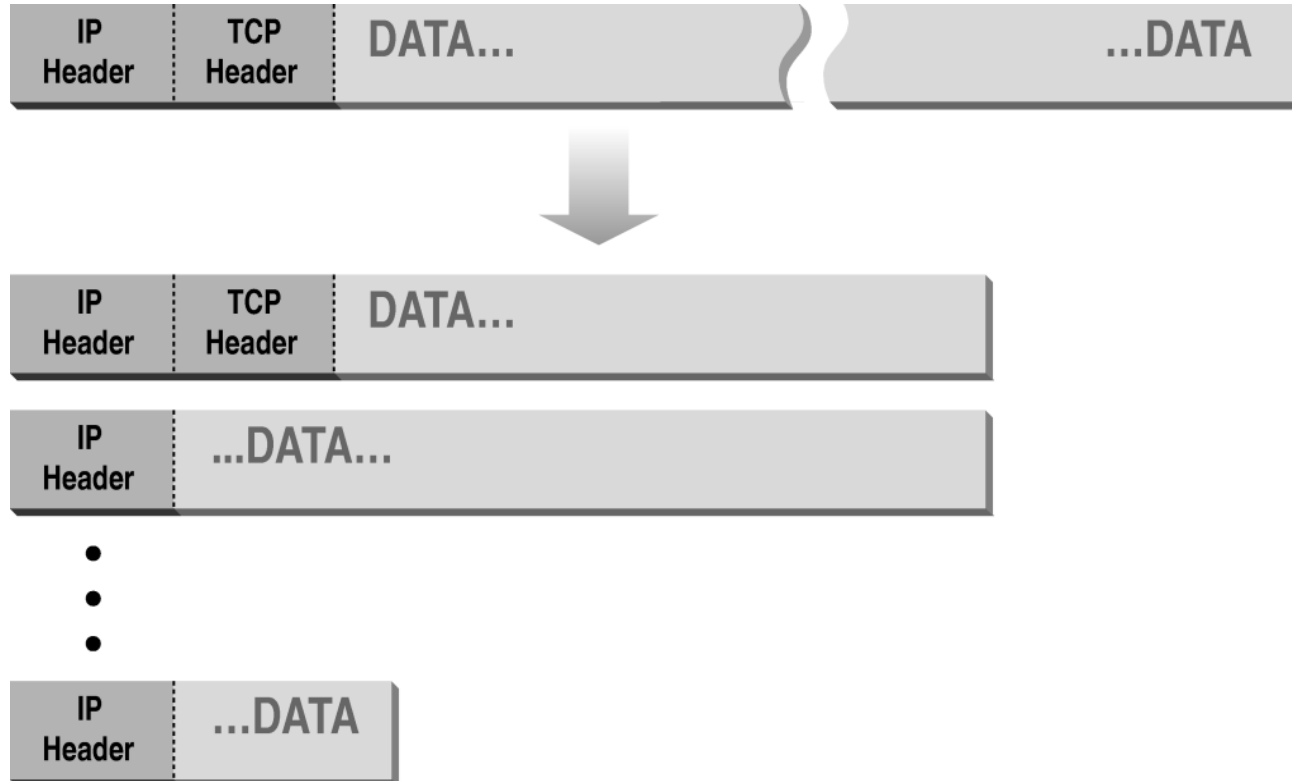 IP
Header
TCP
Header
DATA...
...DATA
IP
Header
TCP
Header
DATA...
IP
Header
...DATA...
IP
Header
...DATA